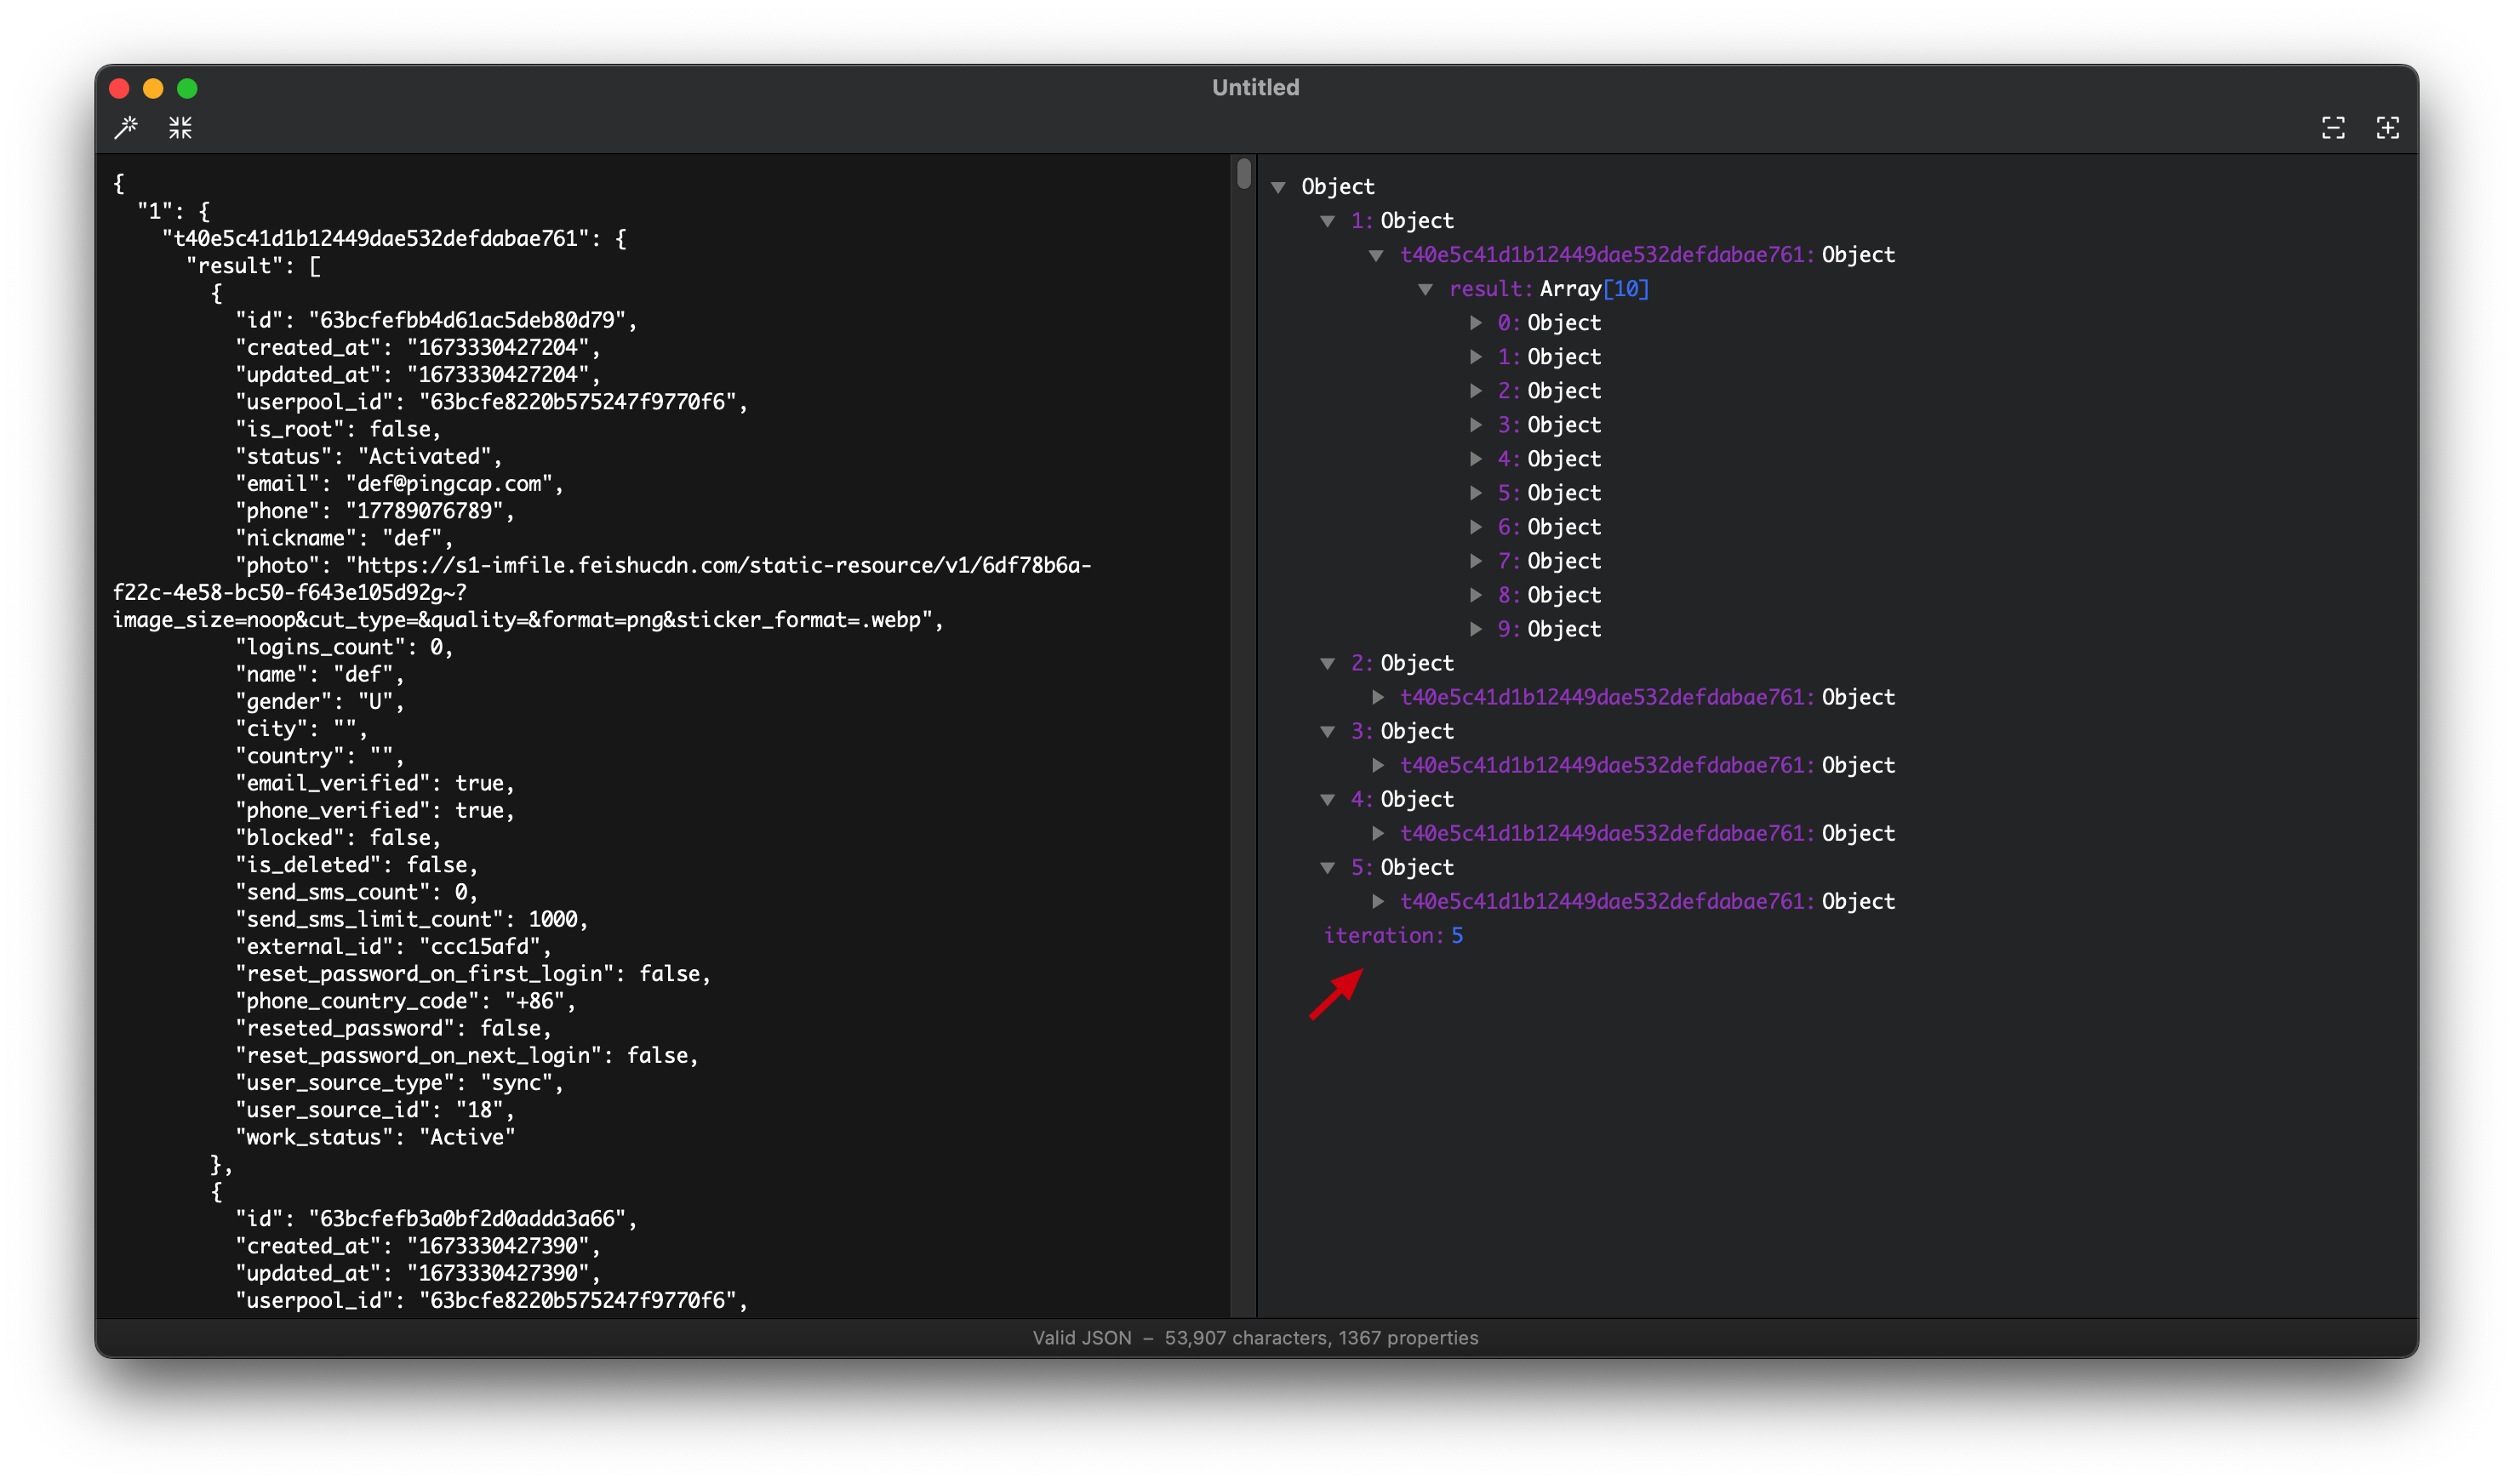 Untitled
{
"1": {
"t40e5c41d1b12449dae532defdabae761": {
"result": [
{
"id": "63bcfefbb4d61ac5deb80d79",
"created_at": "1673330427204",
"updated_at": "1673330427204",
"userpool_id": "63bcfe8220b575247f9770f6",
"is_root": false,
"status": "Activated",
"email": "def@pingcap.com",
"phone": "17789076789",
"nickname": "def",
"photo": "https://s1-imfile.feishucdn.com/static-resource/v1/6df78b6a-
f22c-4e58-bc50-f643e105d92g~?
image_size=noop&cut_type=&quality=&format=png&sticker_format=.webp",
"logins_count": 0,
"name": "def",
"gender": "U",
"city": "",
"country": "",
"email_verified": true,
"phone_verified": true,
"blocked": false,
"is_deleted": false,
"send_sms_count": 0,
"send_sms_limit_count": 1000,
"external_id": "ccc15afd",
"reset_password_on_first_login": false,
"phone_country_code": "+86",
"reseted_password": false,
"reset_password_on_next_login": false,
"user_source_type": "sync",
"user_source_id": "18",
"work_status": "Active"
},
{
"id": "63bcfefb3a0bf2d0adda3a66",
"created_at": "1673330427390",
"updated_at": "1673330427390",
"userpool_id": "63bcfe8220b575247f9770f6",
Object
1: Object
t40e5c41d1b12449dae532defdabae761: Object
result: Array[10]
0: Object
1: Object
2: Object
3: Object
4: Object
5: Object
6: Object
7: Object
8: Object
9: Object
2: Object
t40e5c41d1b12449dae532defdabae761: Object
3: Object
t40e5c41d1b12449dae532defdabae761: Object
4: Object
t40e5c41d1b12449dae532defdabae761: Object
5: Object
t40e5c41d1b12449dae532defdabae761: Object
iteration: 5
Valid JSON – 53,907 characters, 1367 properties